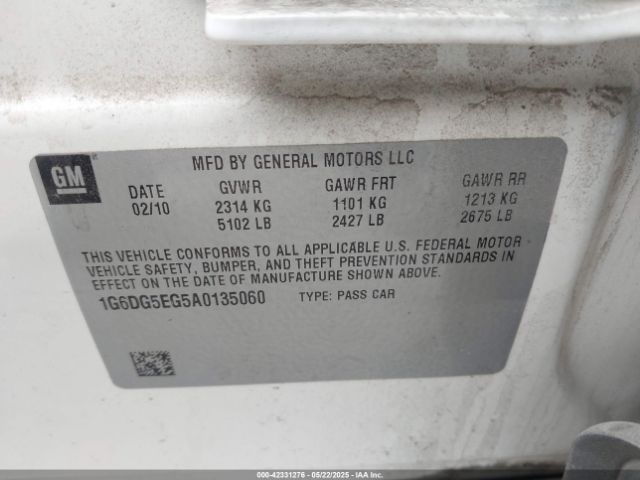 GM
MFD BY GENERAL MOTORS LLC
DATE GVWR GAWR FRT GAWR RR
02/10 2314 KG 1101 KG 1213 KG
5102 LB 2427 LB 2675 LB
THIS VEHICLE CONFORMS TO ALL APPLICABLE U.S. FEDERAL MOTOR
VEHICLE SAFETY, BUMPER, AND THEFT PREVENTION STANDARDS IN
EFFECT ON THE DATE OF MANUFACTURE SHOWN ABOVE.
1G6DG5EG5A0135060 TYPE: PASS CAR
000-42331276 - 05/22/2025 - IAA Inc.